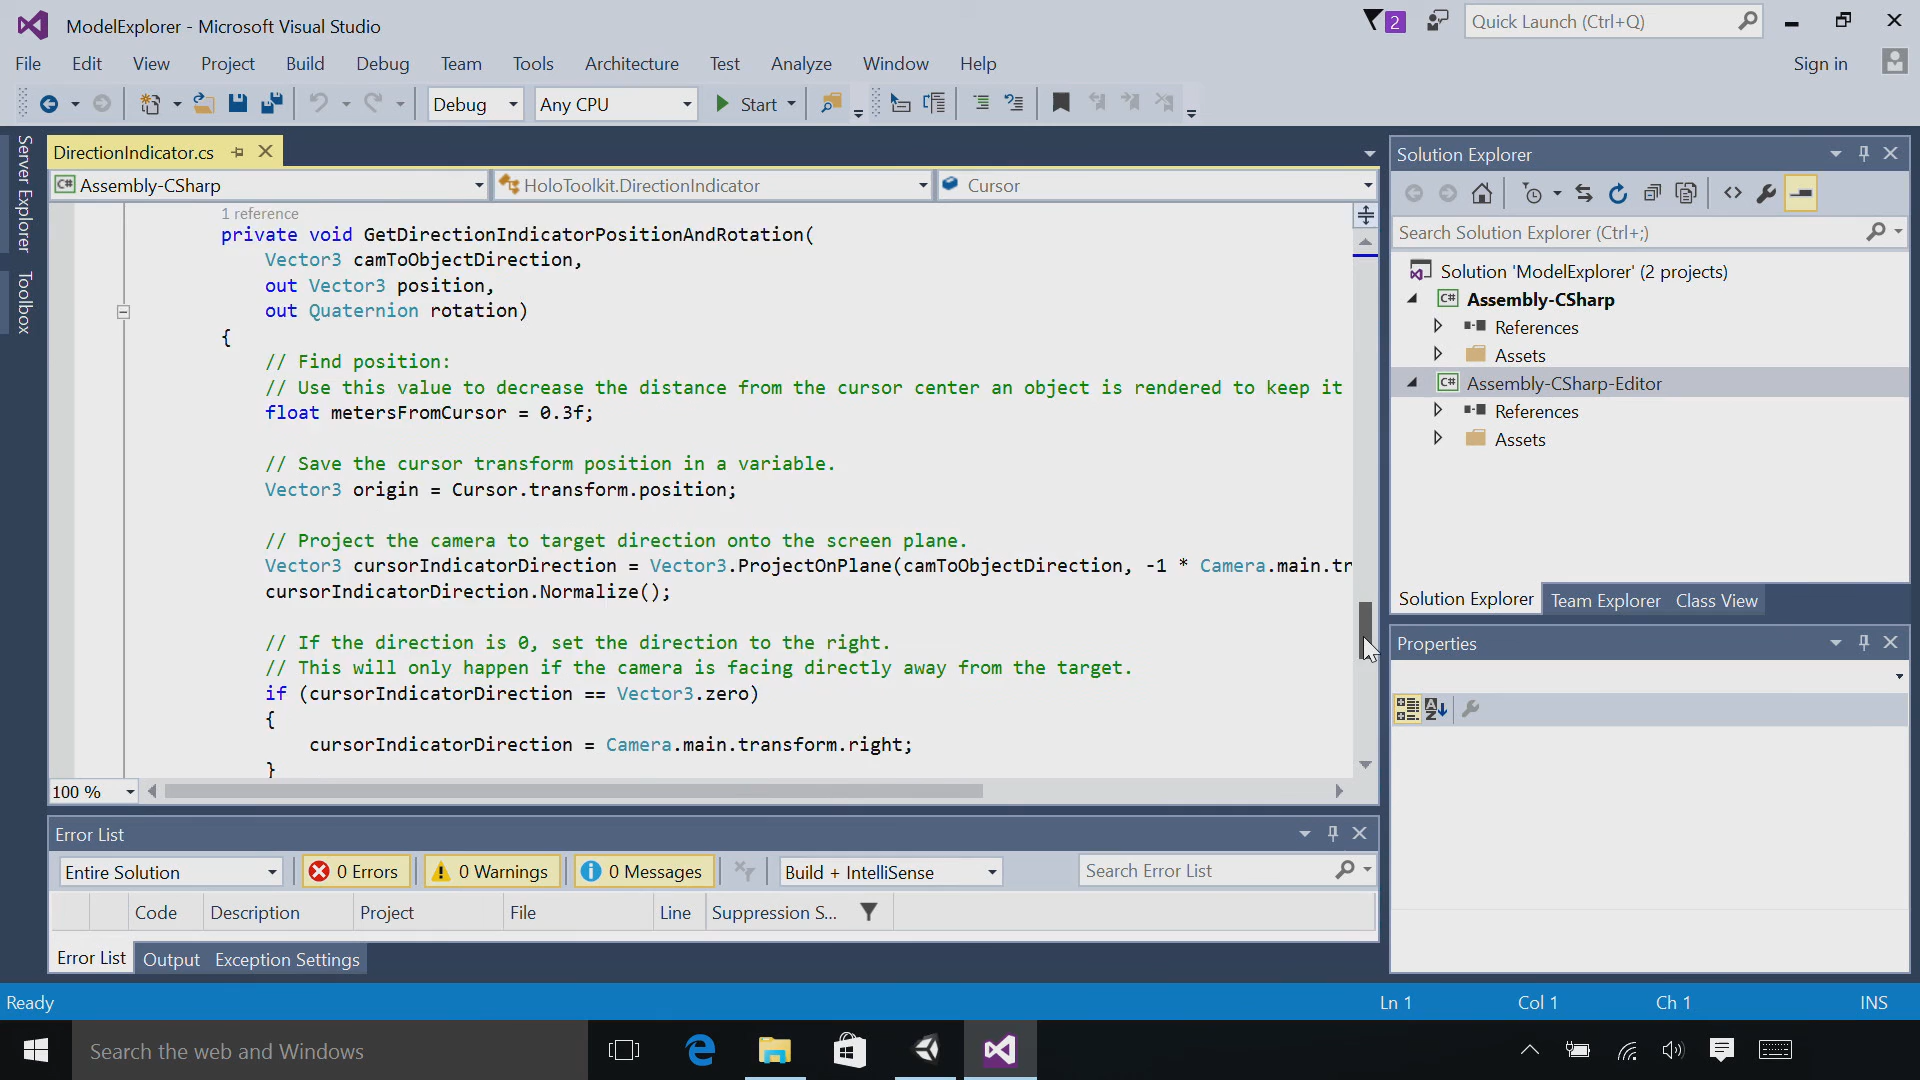 ModelExplorer - Microsoft Visual Studio
2
Quick Launch (Ctrl+Q)
File Edit View Project Build Debug Team Tools Architecture Test Analyze Window Help
Sign in
Debug Any CPU Start
Server Explorer
Toolbox
DirectionIndicator.cs
C# Assembly-CSharp HoloToolkit.DirectionIndicator Cursor
1 reference
private void GetDirectionIndicatorPositionAndRotation(
Vector3 camToObjectDirection,
out Vector3 position,
out Quaternion rotation)
{
// Find position:
// Use this value to decrease the distance from the cursor center an object is rendered to keep it
float metersFromCursor = 0.3f;
// Save the cursor transform position in a variable.
Vector3 origin = Cursor.transform.position;
// Project the camera to target direction onto the screen plane.
Vector3 cursorIndicatorDirection = Vector3.ProjectOnPlane(camToObjectDirection, -1 * Camera.main.tr
cursorIndicatorDirection.Normalize();
// If the direction is 0, set the direction to the right.
// This will only happen if the camera is facing directly away from the target.
if (cursorIndicatorDirection == Vector3.zero)
{
cursorIndicatorDirection = Camera.main.transform.right;
}
100 %
Solution Explorer
Search Solution Explorer (Ctrl+;)
Solution 'ModelExplorer' (2 projects)
C# Assembly-CSharp
References
Assets
C# Assembly-CSharp-Editor
References
Assets
Solution Explorer Team Explorer Class View
Properties
Error List
Entire Solution 0 Errors 0 Warnings 0 Messages Build + IntelliSense Search Error List
Code Description Project File Line Suppression S...
Error List Output Exception Settings
Ready Ln 1 Col 1 Ch 1 INS
Search the web and Windows